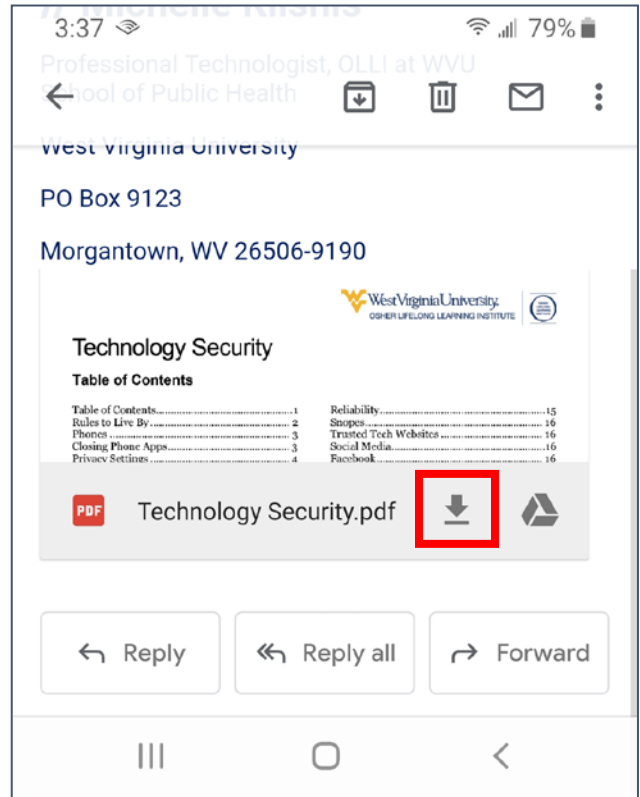 // Michelle Klishis
3:37 79%
Professional Technologist, OLLI at WVU
School of Public Health
West Virginia University
PO Box 9123
Morgantown, WV 26506-9190
WestVirginiaUniversity
OSHER LIFELONG LEARNING INSTITUTE
Technology Security
Table of Contents
Table of Contents 1
Rules to Live By 2
Phones 3
Closing Phone Apps 3
Privacy Settings 4
Reliability 15
Snopes 16
Trusted Tech Websites 16
Social Media 16
Facebook 16
PDF Technology Security.pdf
Reply Reply all Forward